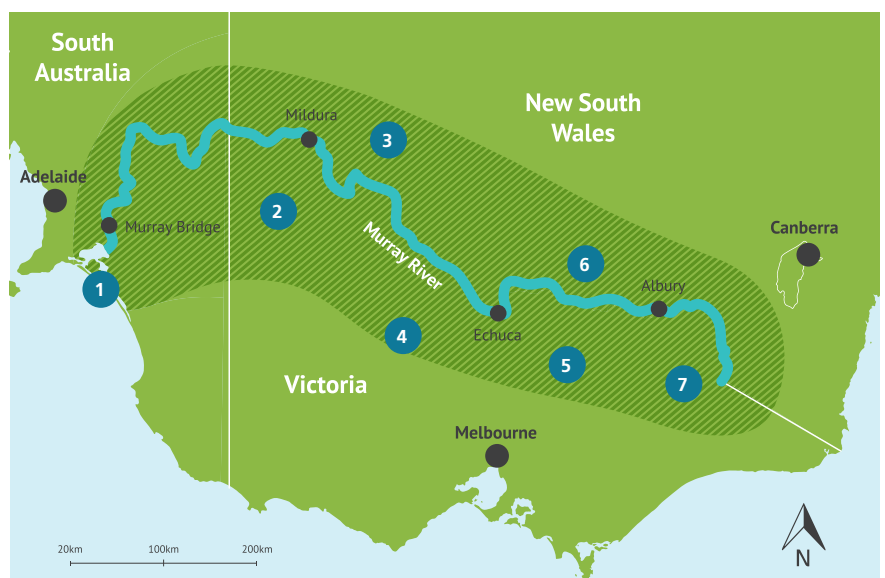 South
Australia
New South
Wales
Mildura
3
Adelaide
2
Murray Bridge
Canberra
Murray River
6
1
Albury
4
Echuca
5
7
Victoria
Melbourne
20km 100km 200km
N